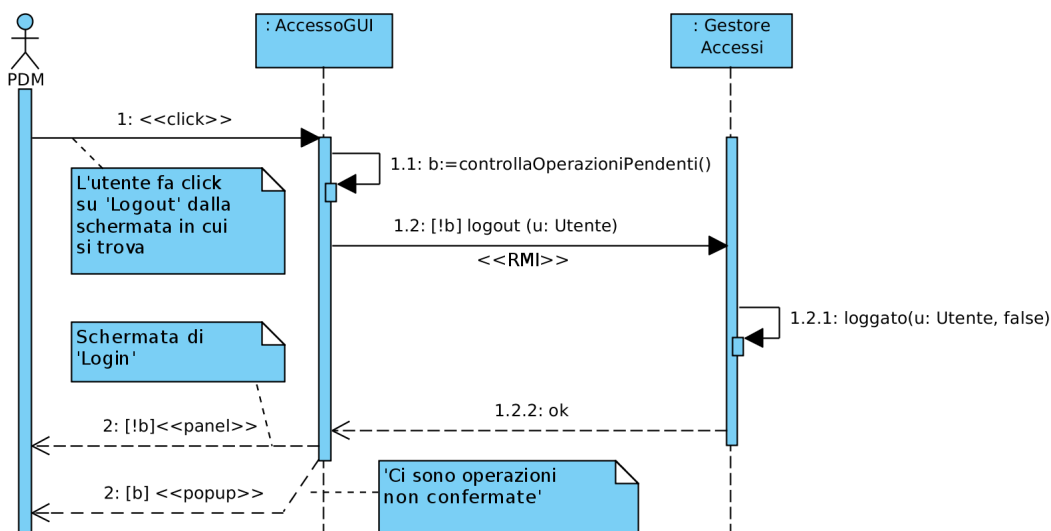 : AccessoGUI
: Gestore
Accessi
PDM
1: <<click>>
1.1: b:=controllaOperazioniPendenti()
L'utente fa click
su 'Logout' dalla
schermata in cui
si trova
1.2: [!b] logout (u: Utente)
<<RMI>>
1.2.1: loggato(u: Utente, false)
Schermata di
'Login'
1.2.2: ok
2: [!b]<<panel>>
'Ci sono operazioni
non confermate'
2: [b] <<popup>>